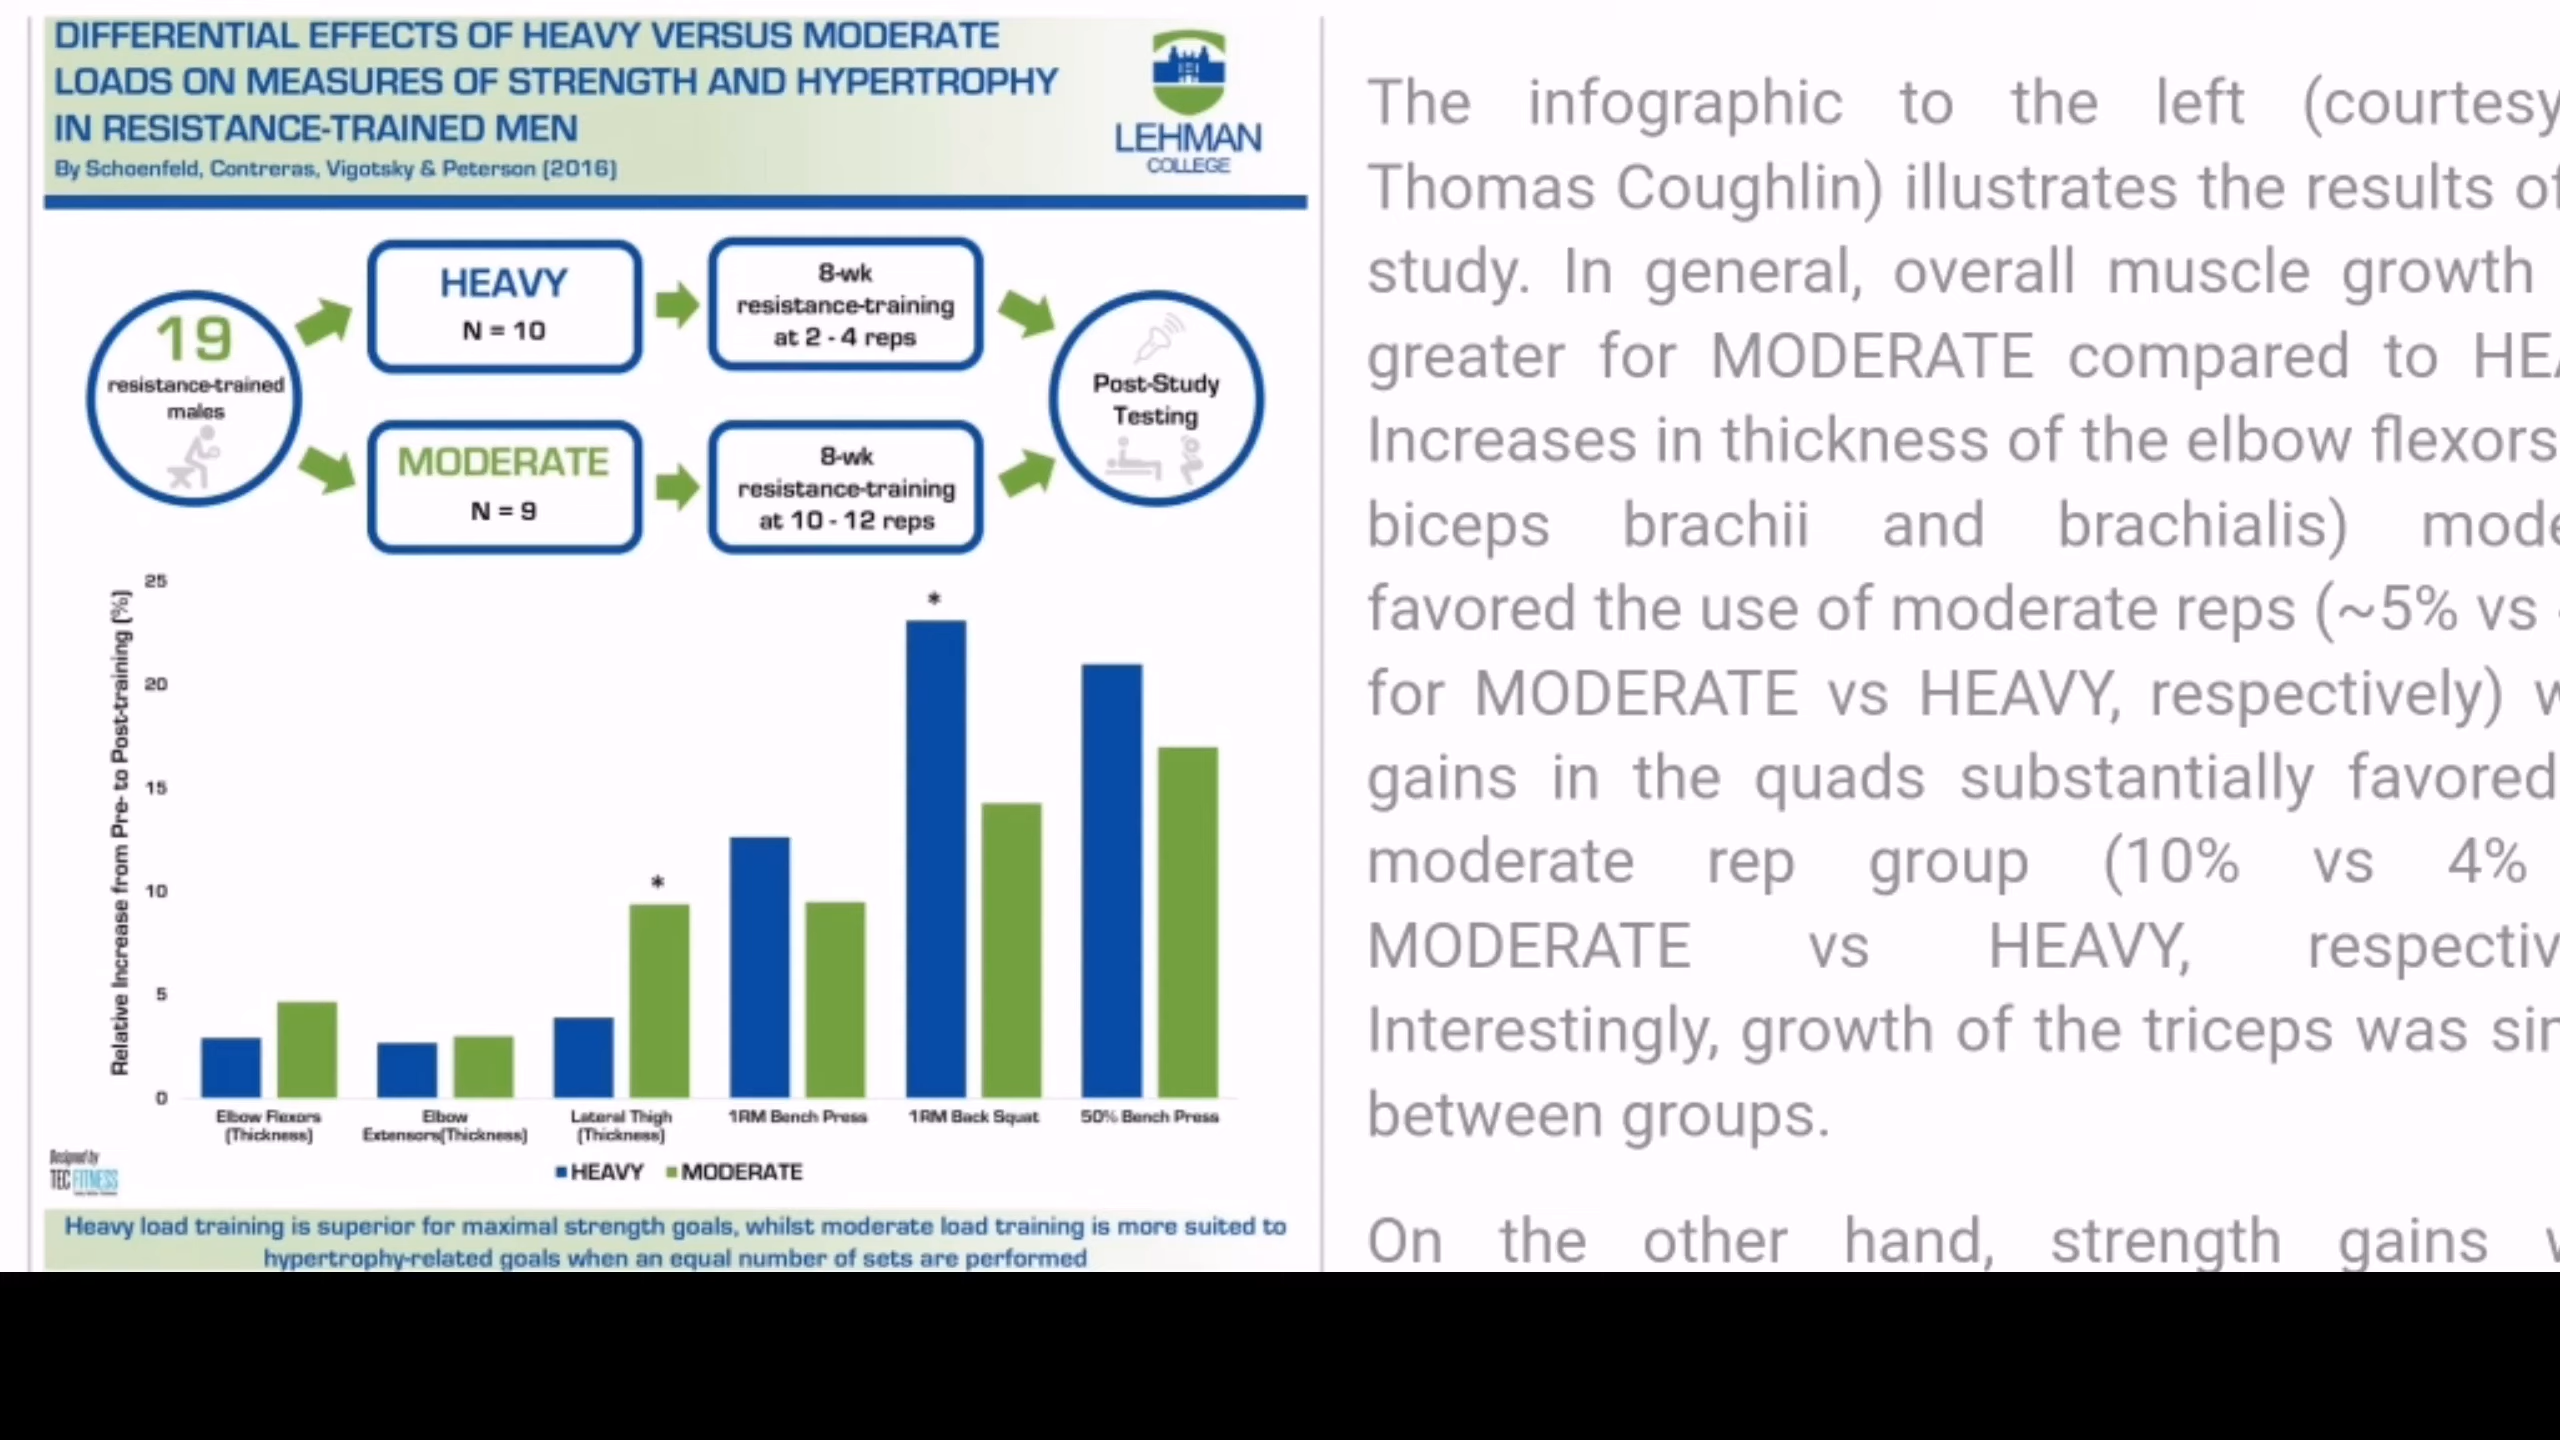 DIFFERENTIAL EFFECTS OF HEAVY VERSUS MODERATE
LOADS ON MEASURES OF STRENGTH AND HYPERTROPHY
IN RESISTANCE-TRAINED MEN
By Schoenfeld, Contreras, Vigotsky & Peterson (2016)
LEHMAN
COLLEGE
19
resistance-trained
males
HEAVY
N = 10
8-wk
resistance-training
at 2 - 4 reps
MODERATE
N = 9
8-wk
resistance-training
at 10 - 12 reps
Post-Study
Testing
Relative Increase from Pre- to Post-training (%)
25
20
15
10
5
0
*
*
Elbow Flexors
(Thickness)
Elbow
Extensors(Thickness)
Lateral Thigh
(Thickness)
1RM Bench Press
1RM Back Squat
50% Bench Press
HEAVY MODERATE
Designed by
TEC FITNESS
Heavy load training is superior for maximal strength goals, whilst moderate load training is more suited to
hypertrophy-related goals when an equal number of sets are performed
The infographic to the left (courtesy
Thomas Coughlin) illustrates the results of
study. In general, overall muscle growth
greater for MODERATE compared to HEA
Increases in thickness of the elbow flexors
biceps brachii and brachialis) mode
favored the use of moderate reps (~5% vs
for MODERATE vs HEAVY, respectively) w
gains in the quads substantially favored
moderate rep group (10% vs 4%
MODERATE vs HEAVY, respectiv
Interestingly, growth of the triceps was sim
between groups.
On the other hand, strength gains w